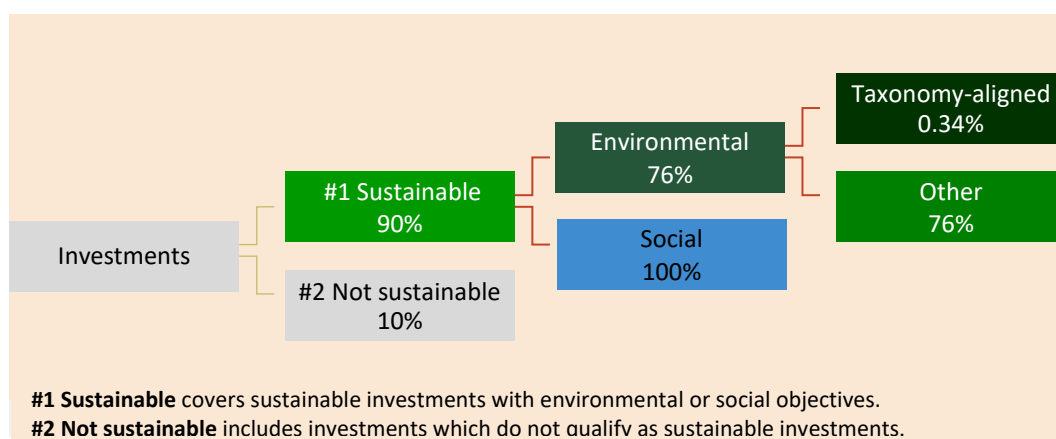 Taxonomy-aligned
0.34%
Environmental
76%
#1 Sustainable
90%
Other
76%
Investments
Social
100%
#2 Not sustainable
10%
#1 Sustainable covers sustainable investments with environmental or social objectives.
#2 Not sustainable includes investments which do not qualify as sustainable investments.